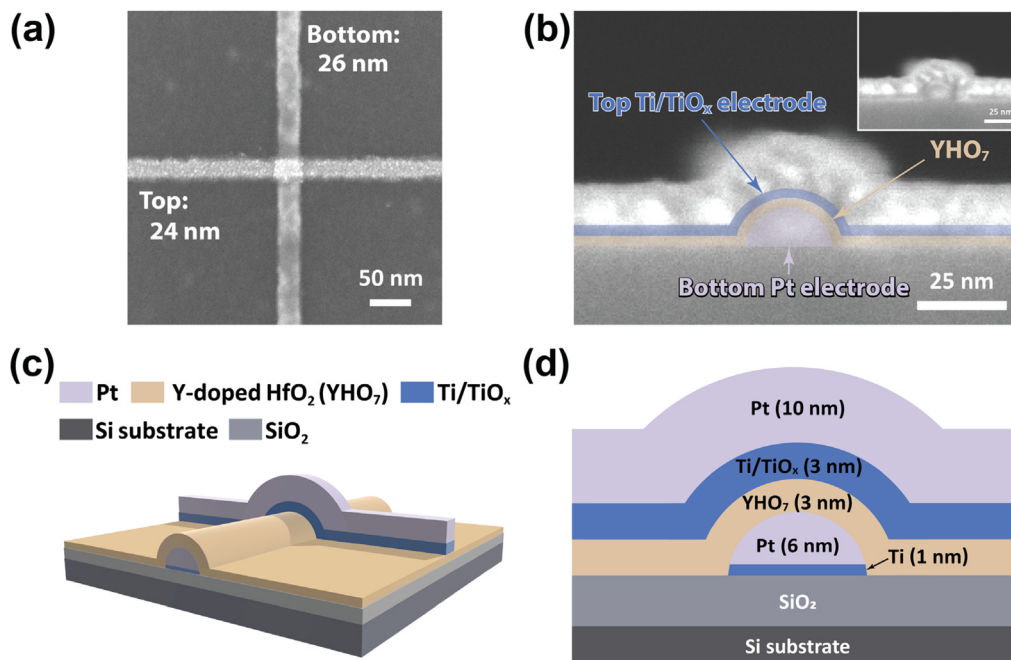 (a)
Bottom:
26 nm
Top:
24 nm
50 nm
(b)
Top Ti/TiOₓ electrode
YHO₇
Bottom Pt electrode
25 nm
25 nm
(c)
Pt
Y-doped HfO₂ (YHO₇)
Ti/TiOₓ
Si substrate
SiO₂
(d)
Pt (10 nm)
Ti/TiOₓ (3 nm)
YHO₇ (3 nm)
Pt (6 nm)
Ti (1 nm)
SiO₂
Si substrate